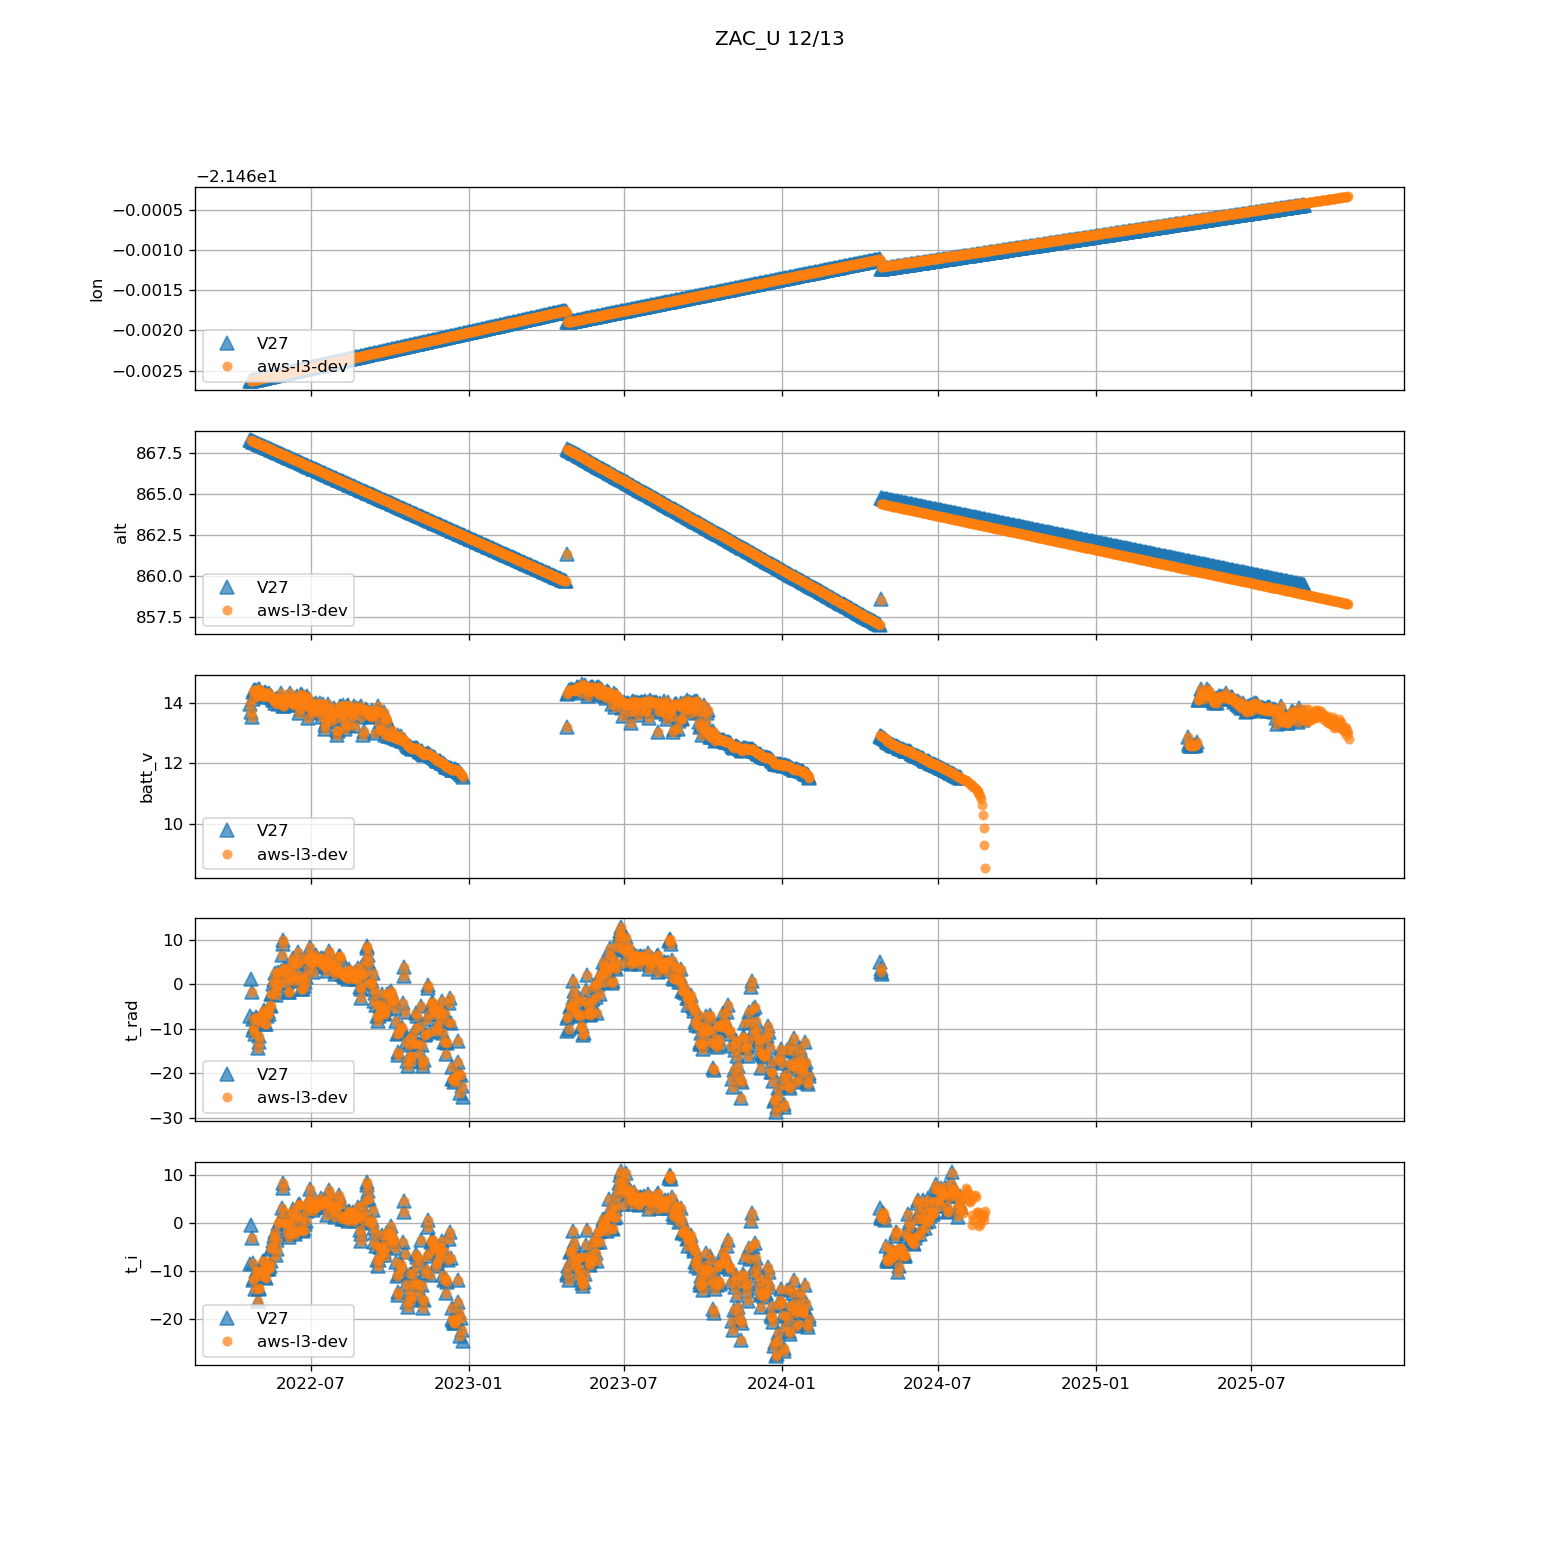 ZAC_U 12/13
−2.146e1
−0.0005
−0.0010
−0.0015
−0.0020
−0.0025
lon
V27
aws-l3-dev
867.5
865.0
862.5
860.0
857.5
alt
V27
aws-l3-dev
14
12
10
batt_v
V27
aws-l3-dev
10
0
−10
−20
−30
t_rad
V27
aws-l3-dev
10
0
−10
−20
t_i
V27
aws-l3-dev
2022-07
2023-01
2023-07
2024-01
2024-07
2025-01
2025-07